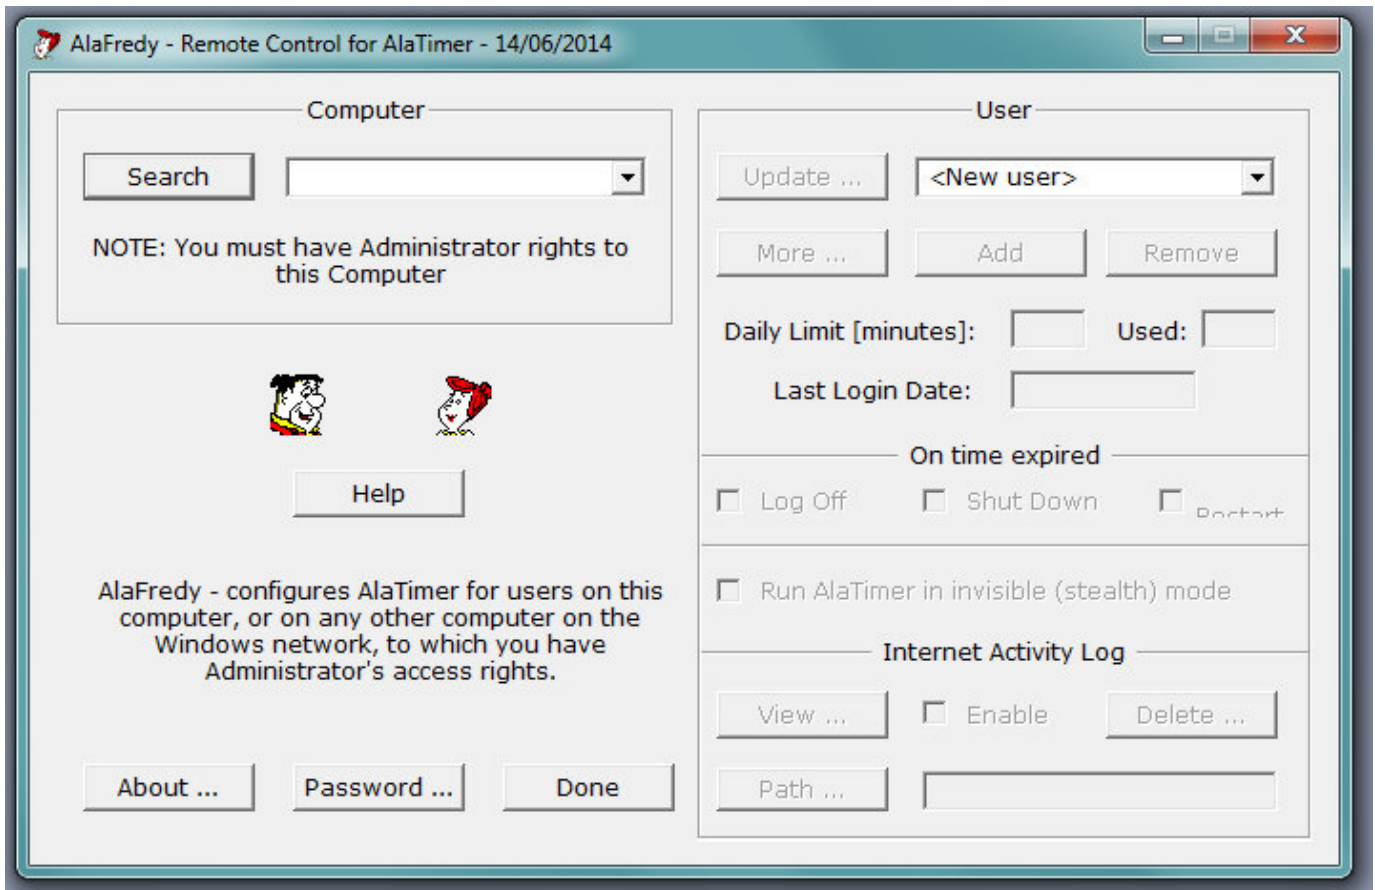 AlaFredy - Remote Control for AlaTimer - 14/06/2014
Computer
Search
NOTE: You must have Administrator rights to
this Computer
Help
AlaFredy - configures AlaTimer for users on this
computer, or on any other computer on the
Windows network, to which you have
Administrator's access rights.
About ...
Password ...
Done
User
Update ...
<New user>
More ...
Add
Remove
Daily Limit [minutes]:
Used:
Last Login Date:
On time expired
Log Off
Shut Down
Restart
Run AlaTimer in invisible (stealth) mode
Internet Activity Log
View ...
Enable
Delete ...
Path ...